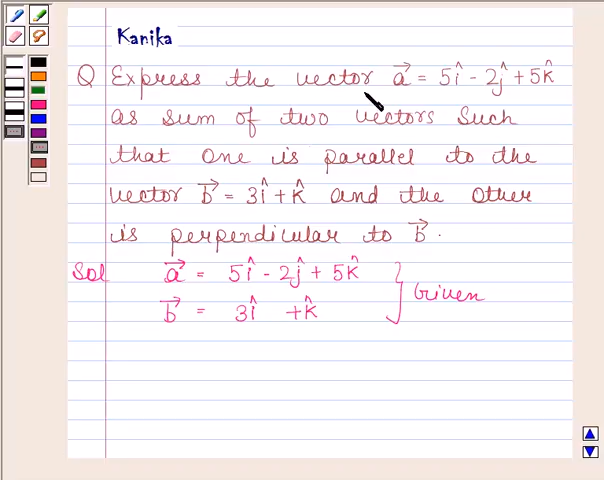 Kanika
Q Express the vector a⃗ = 5î - 2ĵ + 5k̂
as sum of two vectors such
that one is parallel to the
vector b⃗ = 3î + k̂ and the other
is perpendicular to b⃗.
Sol a⃗ = 5î - 2ĵ + 5k̂
b⃗ = 3î + k̂ } Given